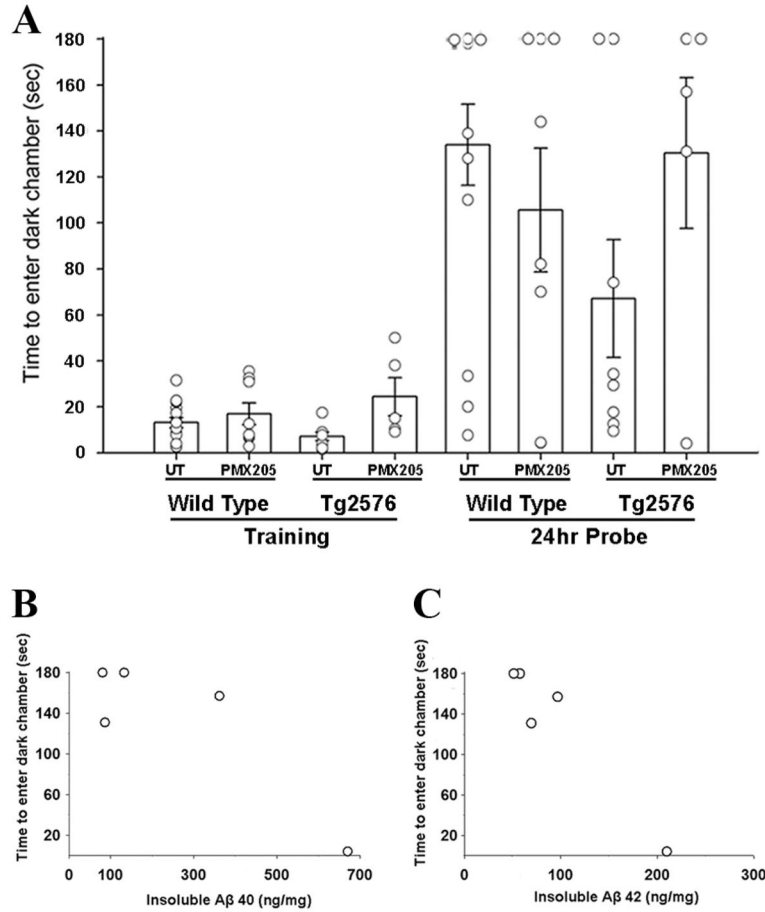 A
Time to enter dark chamber (sec)
180
160
140
120
100
80
60
40
20
0
UT PMX205 UT PMX205 UT PMX205 UT PMX205
Wild Type Tg2576 Wild Type Tg2576
Training 24hr Probe
B
Time to enter dark chamber (sec)
180
140
100
60
20
0 100 300 500 700
Insoluble Aβ 40 (ng/mg)
C
Time to enter dark chamber (sec)
180
140
100
60
20
0 100 200 300
Insoluble Aβ 42 (ng/mg)